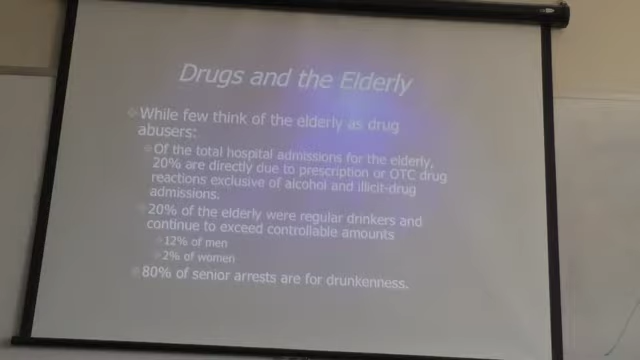 Drugs and the Elderly
While few think of the elderly as drug
abusers:
Of the total hospital admissions for the elderly,
20% are directly due to prescription or OTC drug
reactions exclusive of alcohol and illicit-drug
admissions.
20% of the elderly were regular drinkers and
continue to exceed controllable amounts
12% of men
2% of women
80% of senior arrests are for drunkenness.